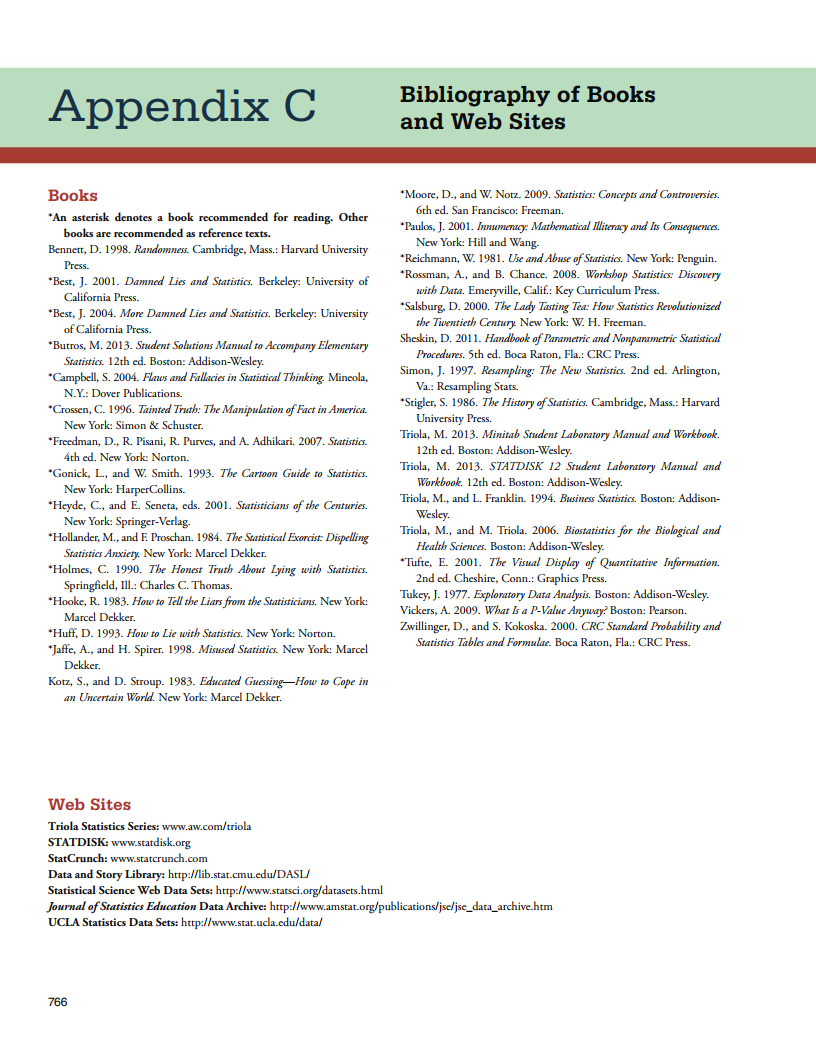 Appendix C
Bibliography of Books
and Web Sites
Books
*An asterisk denotes a book recommended for reading. Other
books are recommended as reference texts.
Bennett, D. 1998. Randomness. Cambridge, Mass.: Harvard University
Press.
*Best, J. 2001. Damned Lies and Statistics. Berkeley: University of
California Press.
*Best, J. 2004. More Damned Lies and Statistics. Berkeley: University
of California Press.
*Butros, M. 2013. Student Solutions Manual to Accompany Elementary
Statistics. 12th ed. Boston: Addison-Wesley.
*Campbell, S. 2004. Flaws and Fallacies in Statistical Thinking. Mineola,
N.Y.: Dover Publications.
*Crossen, C. 1996. Tainted Truth: The Manipulation of Fact in America.
New York: Simon & Schuster.
*Freedman, D., R. Pisani, R. Purves, and A. Adhikari. 2007. Statistics.
4th ed. New York: Norton.
*Gonick, L., and W. Smith. 1993. The Cartoon Guide to Statistics.
New York: HarperCollins.
*Heyde, C., and E. Seneta, eds. 2001. Statisticians of the Centuries.
New York: Springer-Verlag.
*Hollander, M., and F. Proschan. 1984. The Statistical Exorcist: Dispelling
Statistics Anxiety. New York: Marcel Dekker.
*Holmes, C. 1990. The Honest Truth About Lying with Statistics.
Springfield, Ill.: Charles C. Thomas.
*Hooke, R. 1983. How to Tell the Liars from the Statisticians. New York:
Marcel Dekker.
*Huff, D. 1993. How to Lie with Statistics. New York: Norton.
*Jaffe, A., and H. Spirer. 1998. Misused Statistics. New York: Marcel
Dekker.
Kotz, S., and D. Stroup. 1983. Educated Guessing—How to Cope in
an Uncertain World. New York: Marcel Dekker.
*Moore, D., and W. Notz. 2009. Statistics: Concepts and Controversies.
6th ed. San Francisco: Freeman.
*Paulos, J. 2001. Innumeracy: Mathematical Illiteracy and Its Consequences.
New York: Hill and Wang.
*Reichmann, W. 1981. Use and Abuse of Statistics. New York: Penguin.
*Rossman, A., and B. Chance. 2008. Workshop Statistics: Discovery
with Data. Emeryville, Calif.: Key Curriculum Press.
*Salsburg, D. 2000. The Lady Tasting Tea: How Statistics Revolutionized
the Twentieth Century. New York: W. H. Freeman.
Sheskin, D. 2011. Handbook of Parametric and Nonparametric Statistical
Procedures. 5th ed. Boca Raton, Fla.: CRC Press.
Simon, J. 1997. Resampling: The New Statistics. 2nd ed. Arlington,
Va.: Resampling Stats.
*Stigler, S. 1986. The History of Statistics. Cambridge, Mass.: Harvard
University Press.
Triola, M. 2013. Minitab Student Laboratory Manual and Workbook.
12th ed. Boston: Addison-Wesley.
Triola, M. 2013. STATDISK 12 Student Laboratory Manual and
Workbook. 12th ed. Boston: Addison-Wesley.
Triola, M., and L. Franklin. 1994. Business Statistics. Boston: Addison-
Wesley.
Triola, M., and M. Triola. 2006. Biostatistics for the Biological and
Health Sciences. Boston: Addison-Wesley.
*Tufte, E. 2001. The Visual Display of Quantitative Information.
2nd ed. Cheshire, Conn.: Graphics Press.
Tukey, J. 1977. Exploratory Data Analysis. Boston: Addison-Wesley.
Vickers, A. 2009. What Is a P-Value Anyway? Boston: Pearson.
Zwillinger, D., and S. Kokoska. 2000. CRC Standard Probability and
Statistics Tables and Formulae. Boca Raton, Fla.: CRC Press.
Web Sites
Triola Statistics Series: www.aw.com/triola
STATDISK: www.statdisk.org
StatCrunch: www.statcrunch.com
Data and Story Library: http://lib.stat.cmu.edu/DASL/
Statistical Science Web Data Sets: http://www.statsci.org/datasets.html
Journal of Statistics Education Data Archive: http://www.amstat.org/publications/jse/jse_data_archive.htm
UCLA Statistics Data Sets: http://www.stat.ucla.edu/data/
766